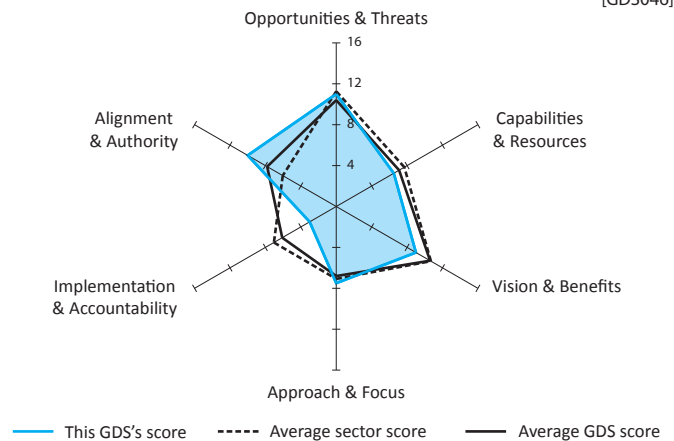 Opportunities & Threats
16
12
8
4
Alignment
& Authority
Capabilities
& Resources
Implementation
& Accountability
Vision & Benefits
Approach & Focus
This GDS's score
Average sector score
Average GDS score